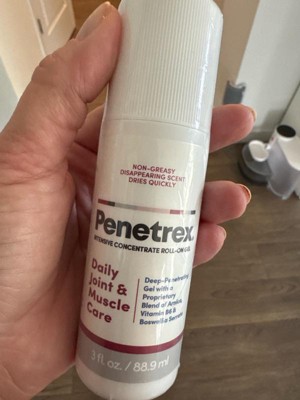 NON-GREASY
DISAPPEARING SCENT
DRIES QUICKLY
Penetrex.
INTENSIVE CONCENTRATE ROLL-ON GEL
Daily
Joint &
Muscle
Care
Deep-Penetrating
Gel with a
Proprietary
Blend of Arnica,
Vitamin B6 &
Boswellia Serrata.
3 fl. oz. / 88.9 ml